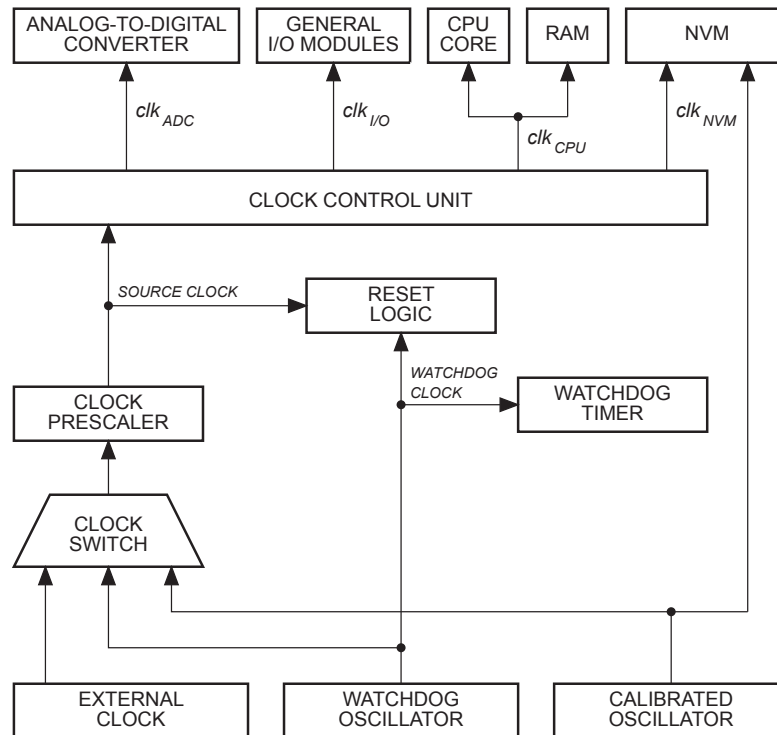 ANALOG-TO-DIGITAL
CONVERTER
GENERAL
I/O MODULES
CPU
CORE
RAM
NVM
clk ADC
clk I/O
clk CPU
clk NVM
CLOCK CONTROL UNIT
SOURCE CLOCK
RESET
LOGIC
WATCHDOG
CLOCK
WATCHDOG
TIMER
CLOCK
PRESCALER
CLOCK
SWITCH
EXTERNAL
CLOCK
WATCHDOG
OSCILLATOR
CALIBRATED
OSCILLATOR